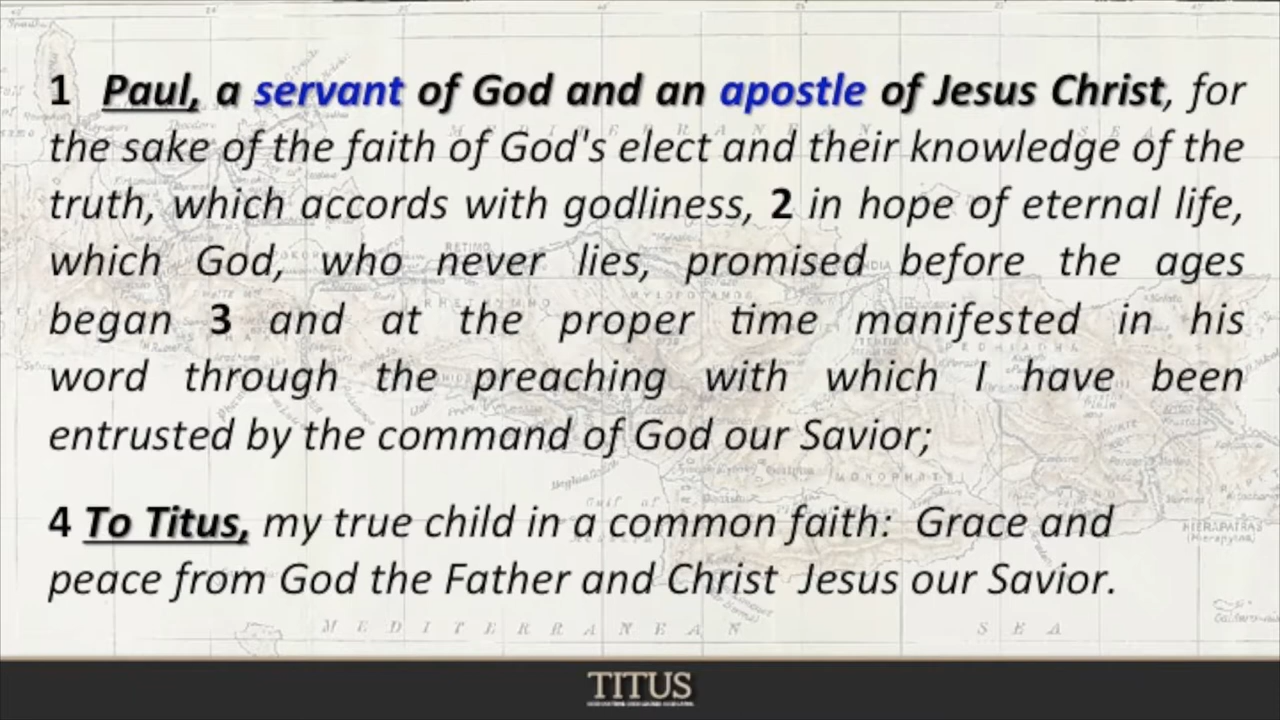 1 Paul, a servant of God and an apostle of Jesus Christ, for
the sake of the faith of God's elect and their knowledge of the
truth, which accords with godliness, 2 in hope of eternal life,
which God, who never lies, promised before the ages
began 3 and at the proper time manifested in his
word through the preaching with which I have been
entrusted by the command of God our Savior;
4 To Titus, my true child in a common faith: Grace and
peace from God the Father and Christ Jesus our Savior.
MEDITERRANEAN SEA
TITUS